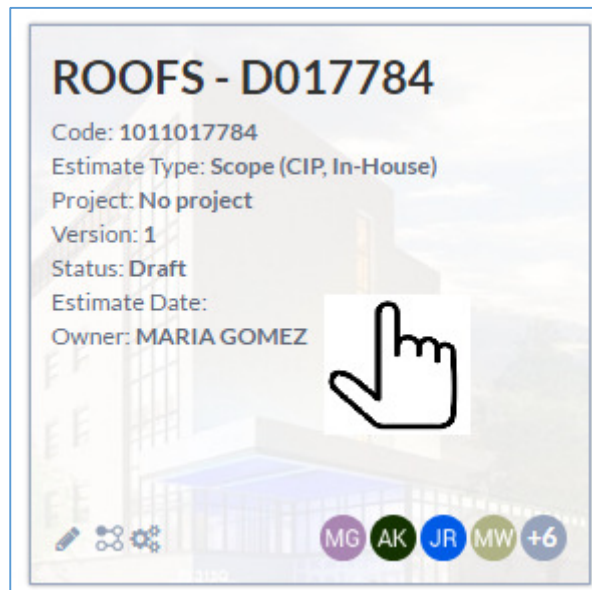 ROOFS - D017784
Code: 1011017784
Estimate Type: Scope (CIP, In-House)
Project: No project
Version: 1
Status: Draft
Estimate Date:
Owner: MARIA GOMEZ
MG AK JR MW +6